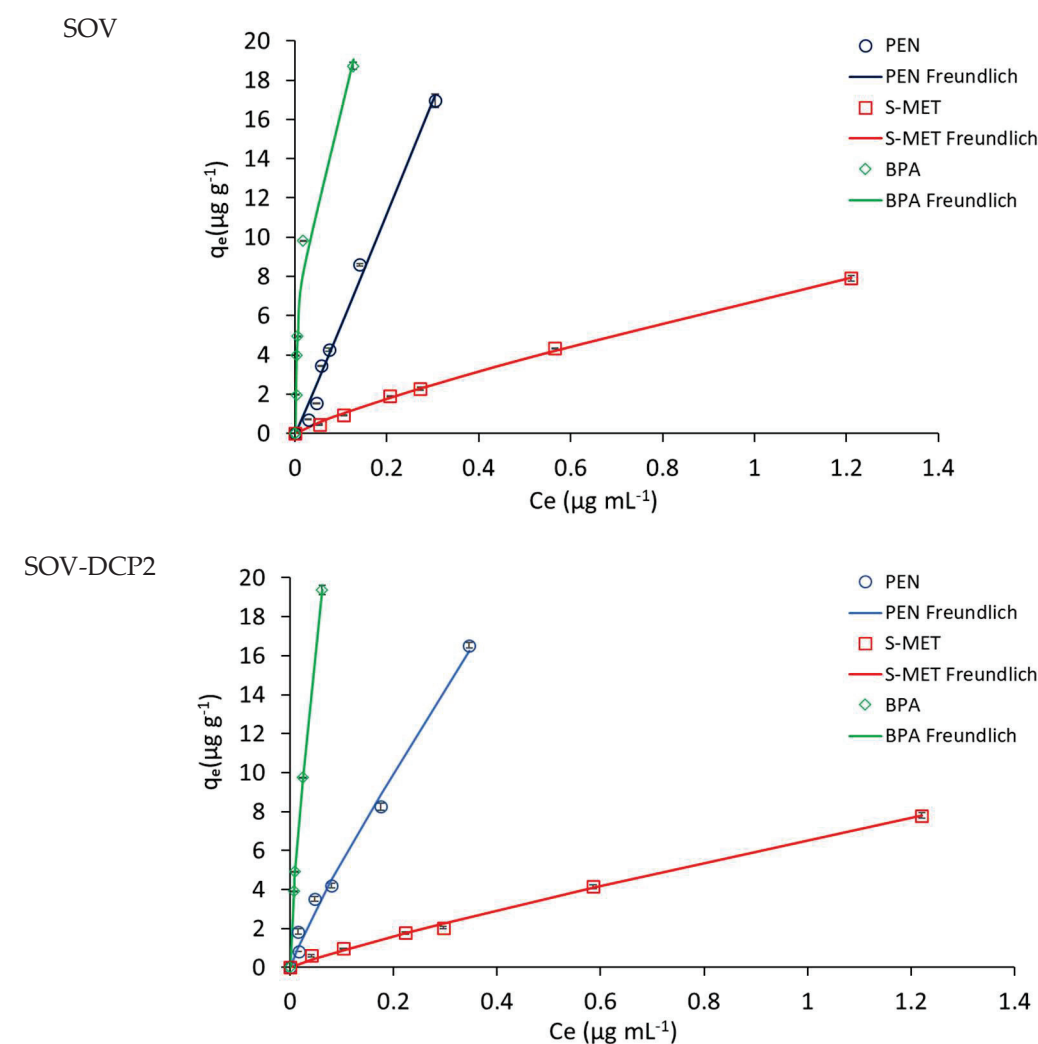 SOV
20
18
16
14
12
10
8
6
4
2
0
qₑ(µg g⁻¹)
0
0.2
0.4
0.6
0.8
1
1.2
1.4
Ce (µg mL⁻¹)
PEN
PEN Freundlich
S-MET
S-MET Freundlich
BPA
BPA Freundlich
SOV-DCP2
20
18
16
14
12
10
8
6
4
2
0
qₑ(µg g⁻¹)
0
0.2
0.4
0.6
0.8
1
1.2
1.4
Ce (µg mL⁻¹)
PEN
PEN Freundlich
S-MET
S-MET Freundlich
BPA
BPA Freundlich